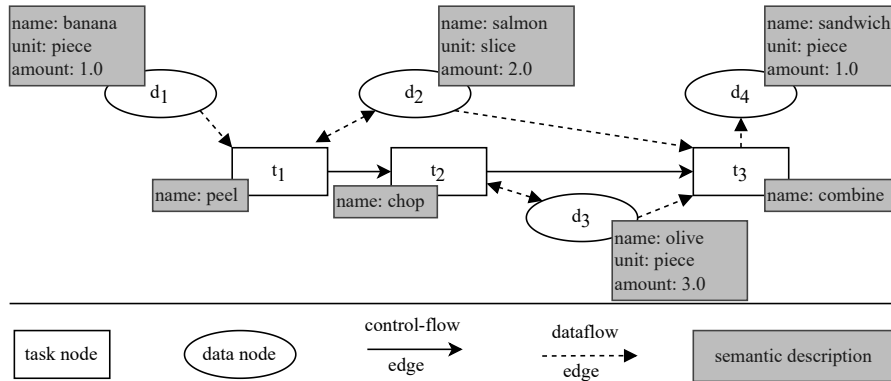 name: banana
unit: piece
amount: 1.0
d1
name: salmon
unit: slice
amount: 2.0
d2
name: sandwich
unit: piece
amount: 1.0
d4
t1
name: peel
t2
name: chop
t3
name: combine
d3
name: olive
unit: piece
amount: 3.0
task node
data node
control-flow
edge
dataflow
edge
semantic description